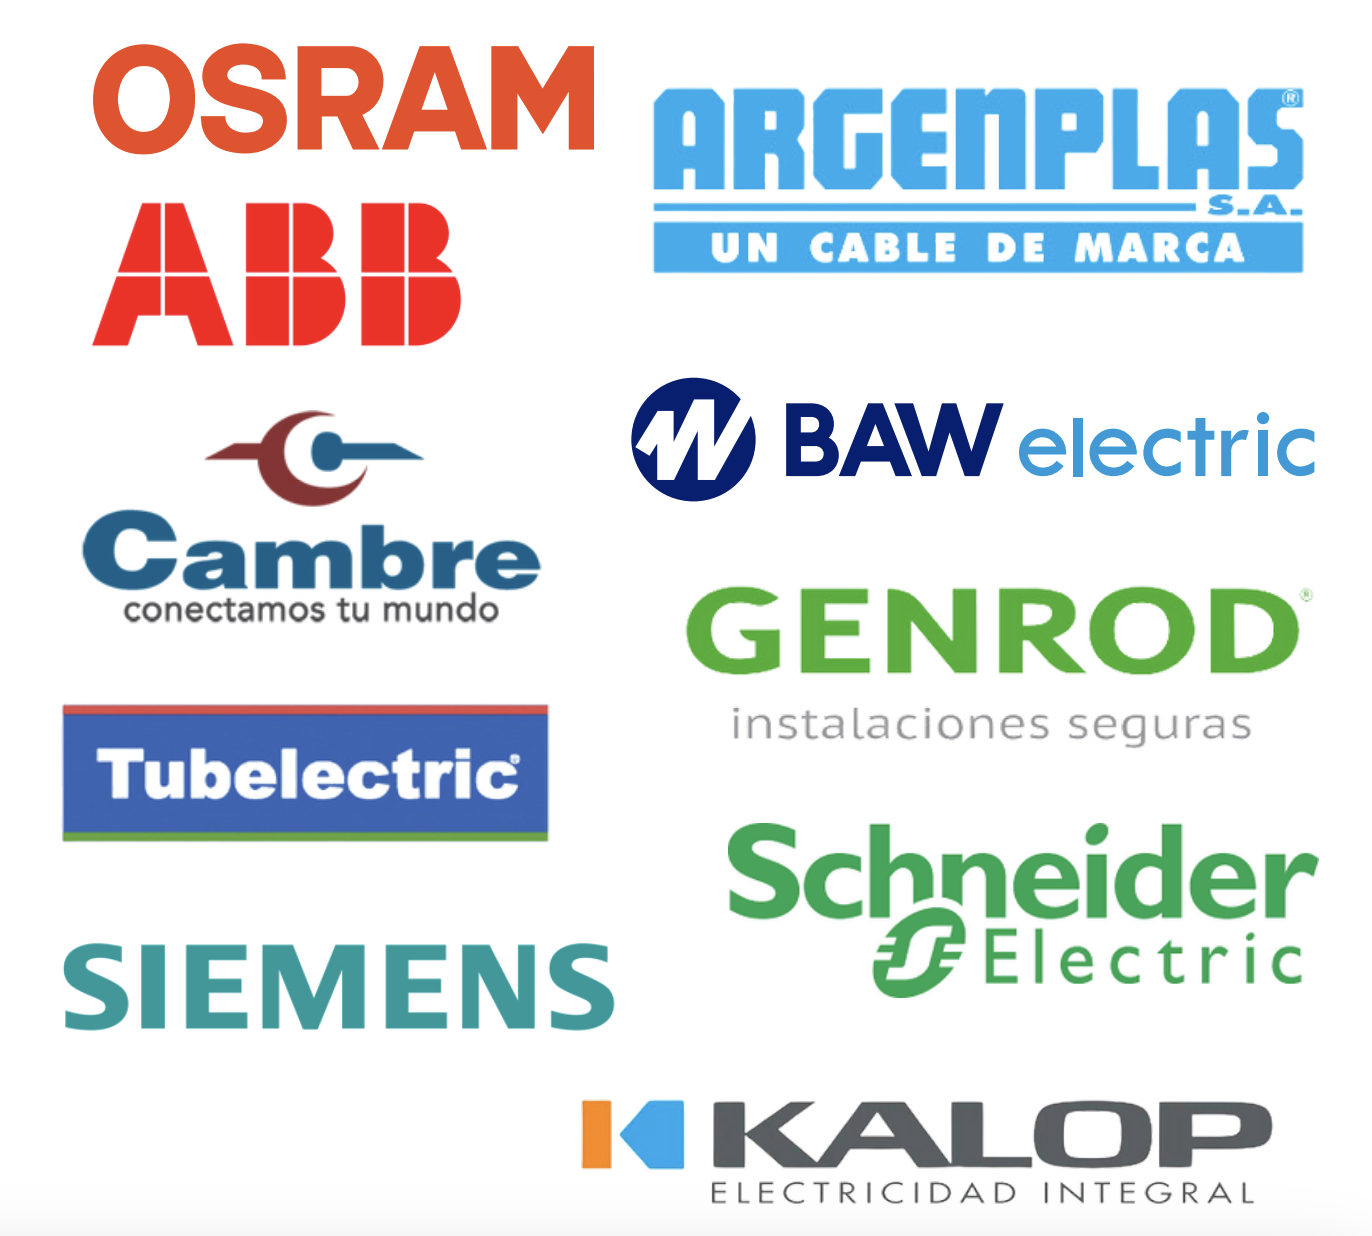 OSRAM
ARGENPLAS®
S.A.
UN CABLE DE MARCA
ABB
BAW electric
Cambre
conectamos tu mundo
GENROD®
instalaciones seguras
Tubelectric®
Schneider
Electric
SIEMENS
KALOP
ELECTRICIDAD INTEGRAL